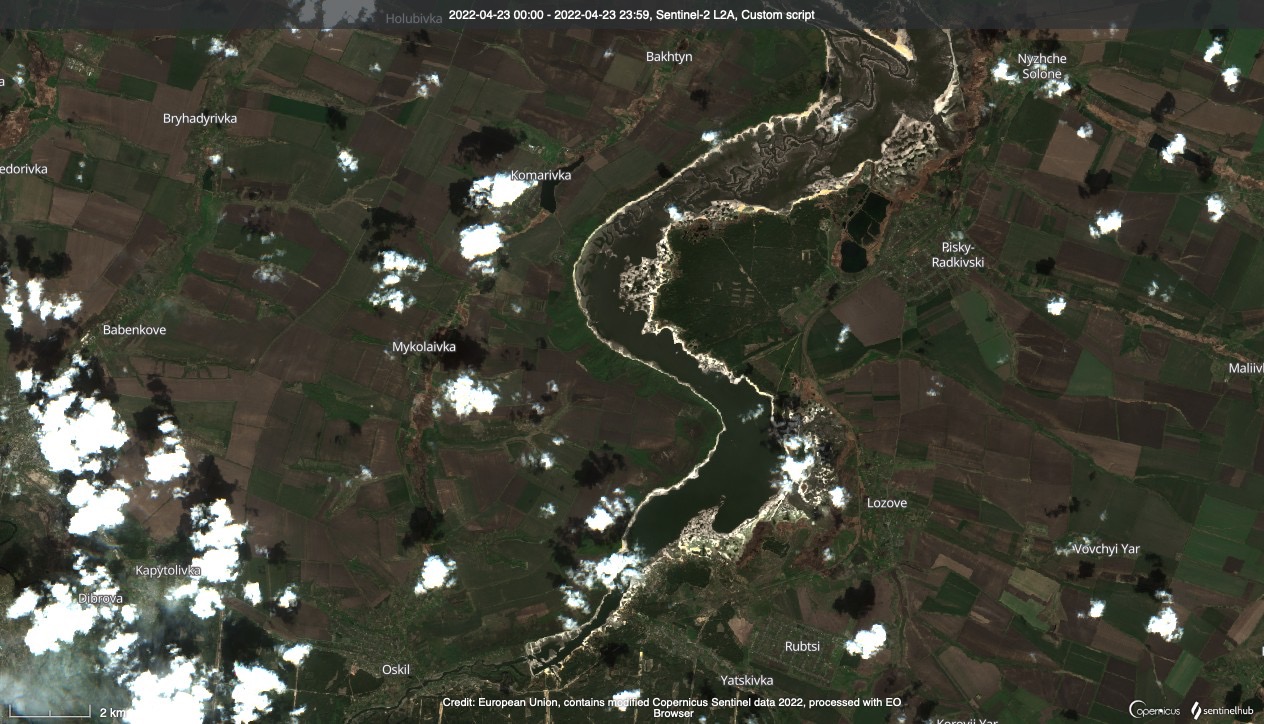 Holubivka
2022-04-23 00:00 - 2022-04-23 23:59, Sentinel-2 L2A, Custom script
Bakhtyn
Nyzhche
Solone
a
Bryhadyrivka
edorivka
Komarivka
Pisky-
Radkivski
Babenkove
Mykolaivka
Maliivk
Lozove
Vovchyi Yar
Kapytolivka
Dibrova
Rubtsi
Oskil
Yatskivka
2 km
Credit: European Union, contains modified Copernicus Sentinel data 2022, processed with EO
Browser
Copernicus
sentinelhub
Korovii Yar